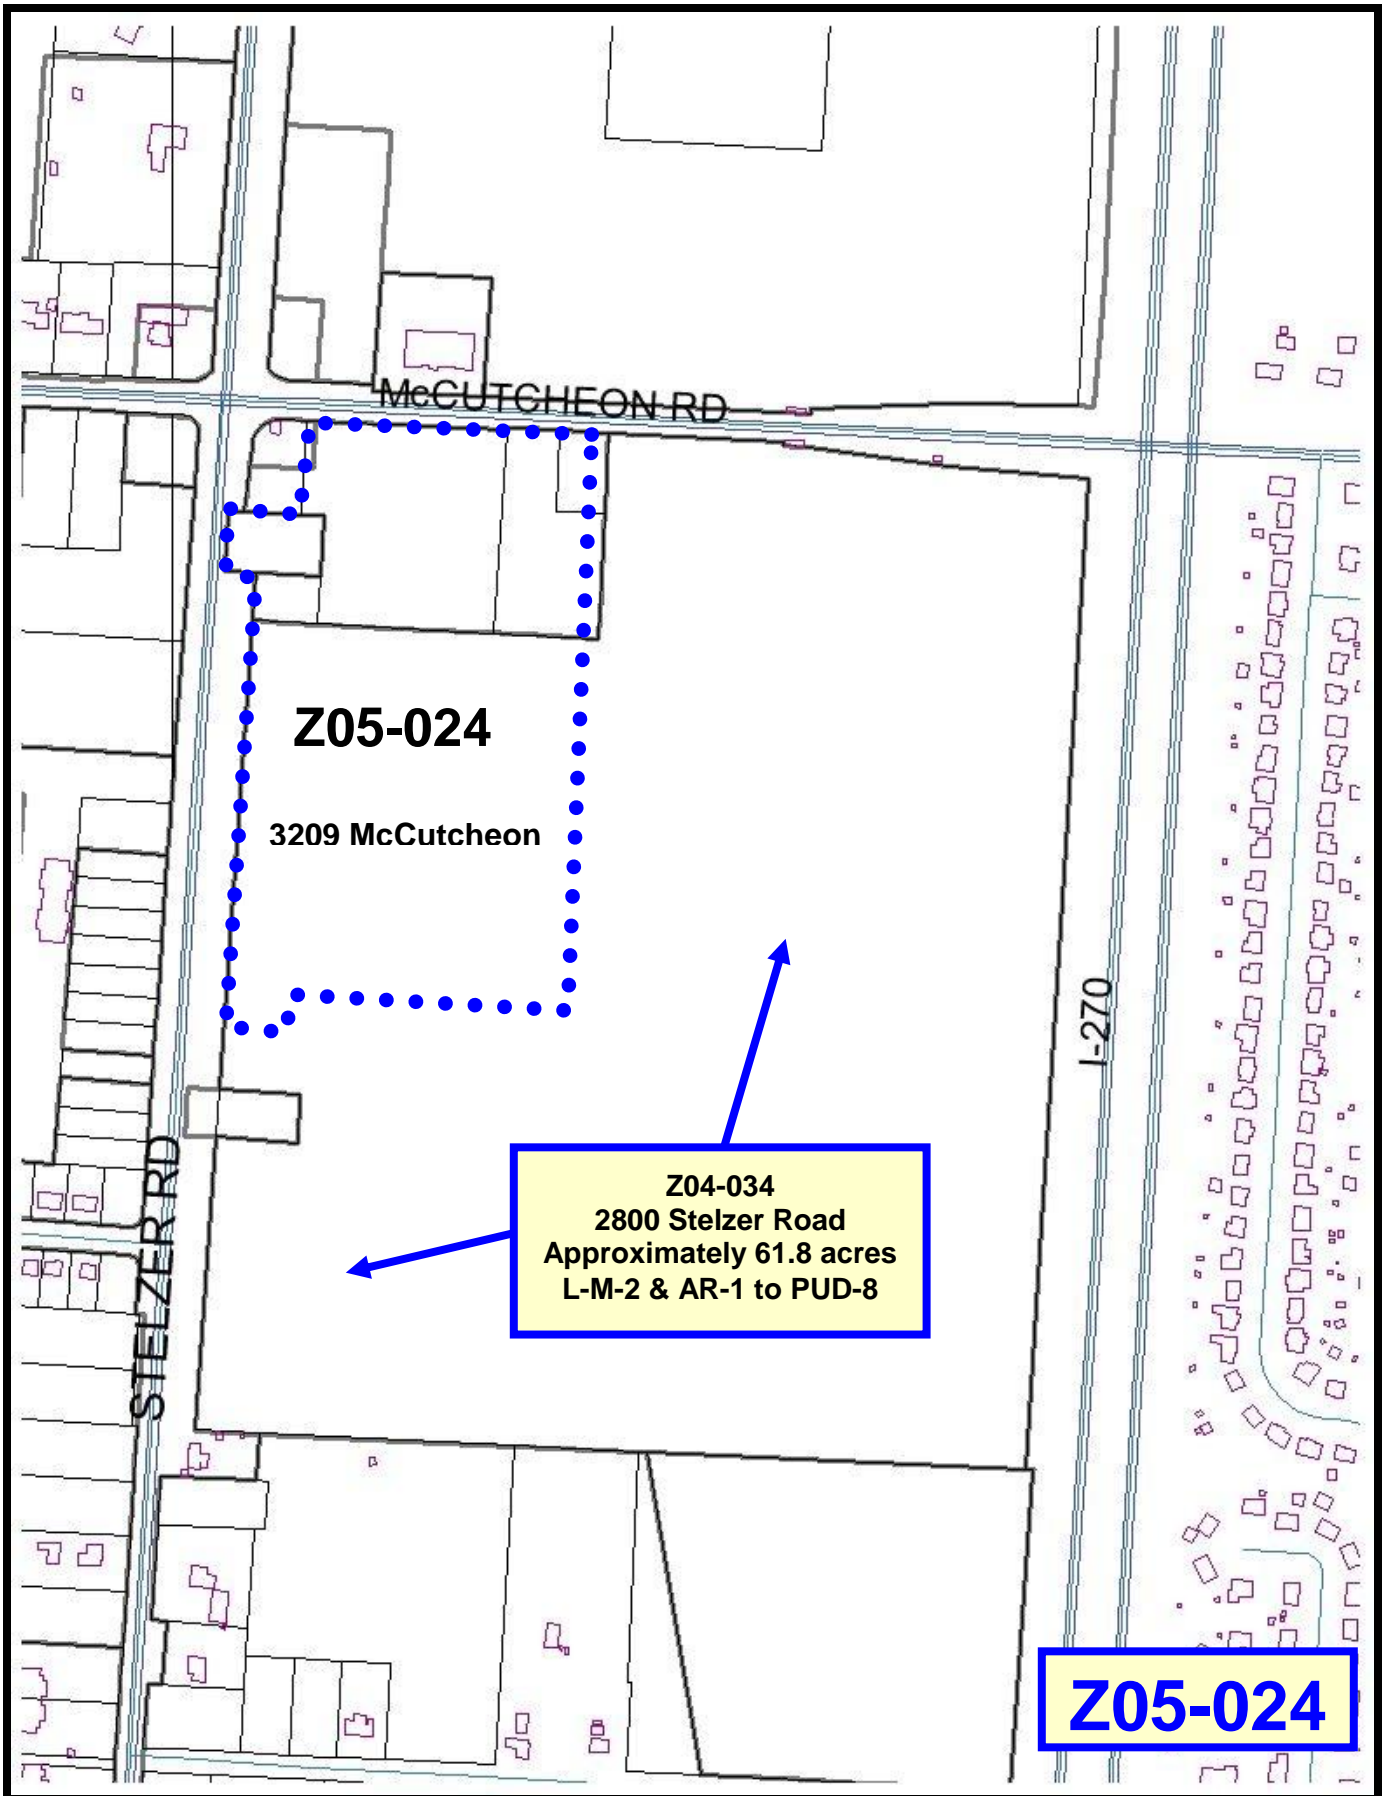 McCUTCHEON RD
Z05-024
3209 McCutcheon
I-270
STELZER RD
Z04-034
2800 Stelzer Road
Approximately 61.8 acres
L-M-2 & AR-1 to PUD-8
Z05-024